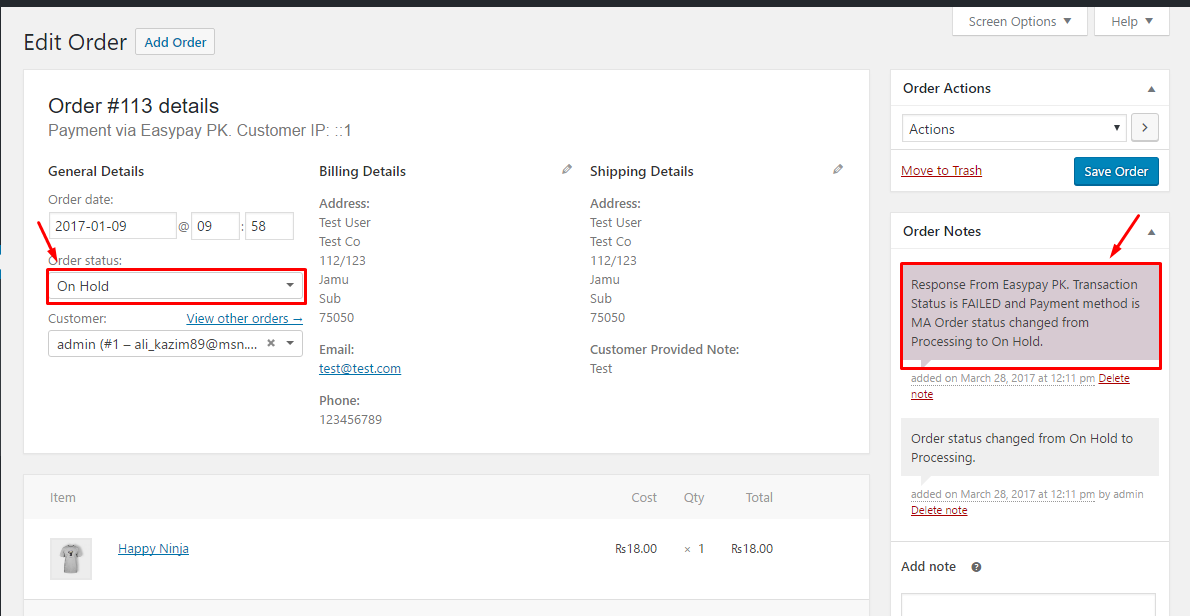 Screen Options
Help
Edit Order
Add Order
Order #113 details
Payment via Easypay PK. Customer IP: ::1
General Details
Order date:
2017-01-09 @ 09 : 58
Order status:
On Hold
Customer:
View other orders →
admin (#1 – ali_kazim89@msn.... ×
Billing Details
Address:
Test User
Test Co
112/123
Jamu
Sub
75050
Email:
test@test.com
Phone:
123456789
Shipping Details
Address:
Test User
Test Co
112/123
Jamu
Sub
75050
Customer Provided Note:
Test
Item Cost Qty Total
Happy Ninja ₨18.00 × 1 ₨18.00
Order Actions
Actions
Move to Trash
Save Order
Order Notes
Response From Easypay PK. Transaction
Status is FAILED and Payment method is
MA Order status changed from
Processing to On Hold.
added on March 28, 2017 at 12:11 pm Delete
note
Order status changed from On Hold to
Processing.
added on March 28, 2017 at 12:11 pm by admin
Delete note
Add note ?